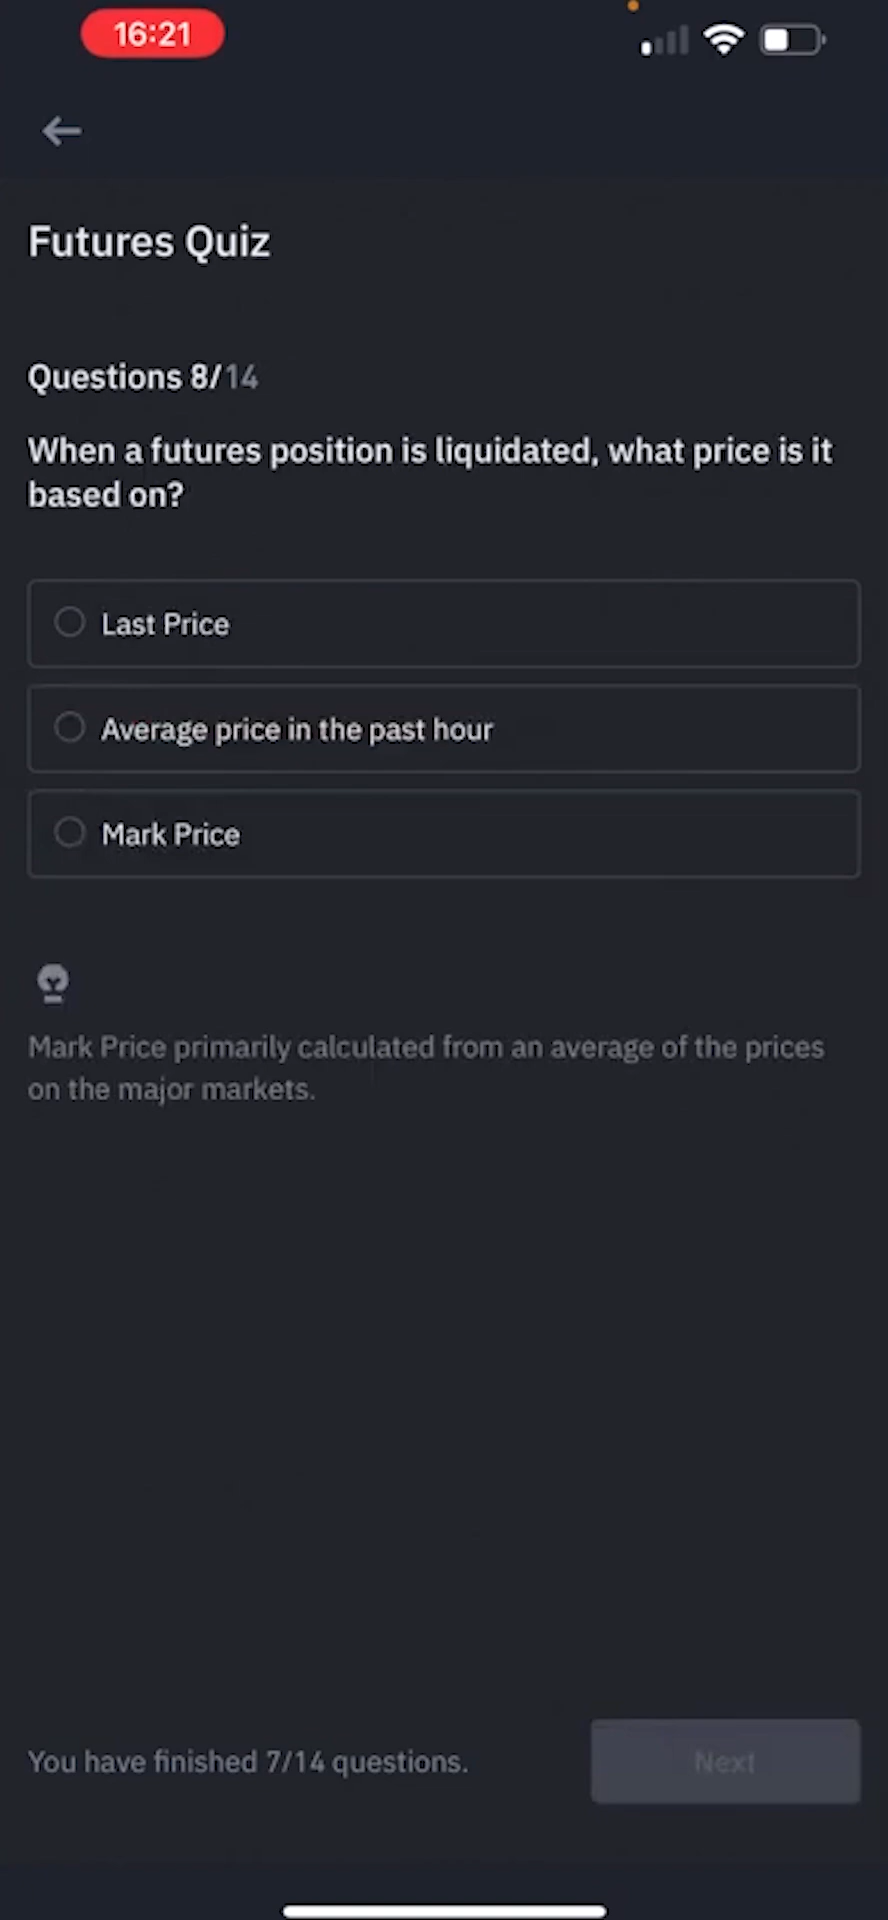 16:21
Futures Quiz
Questions 8/14
When a futures position is liquidated, what price is it
based on?
Last Price
Average price in the past hour
Mark Price
Mark Price primarily calculated from an average of the prices
on the major markets.
You have finished 7/14 questions.
Next